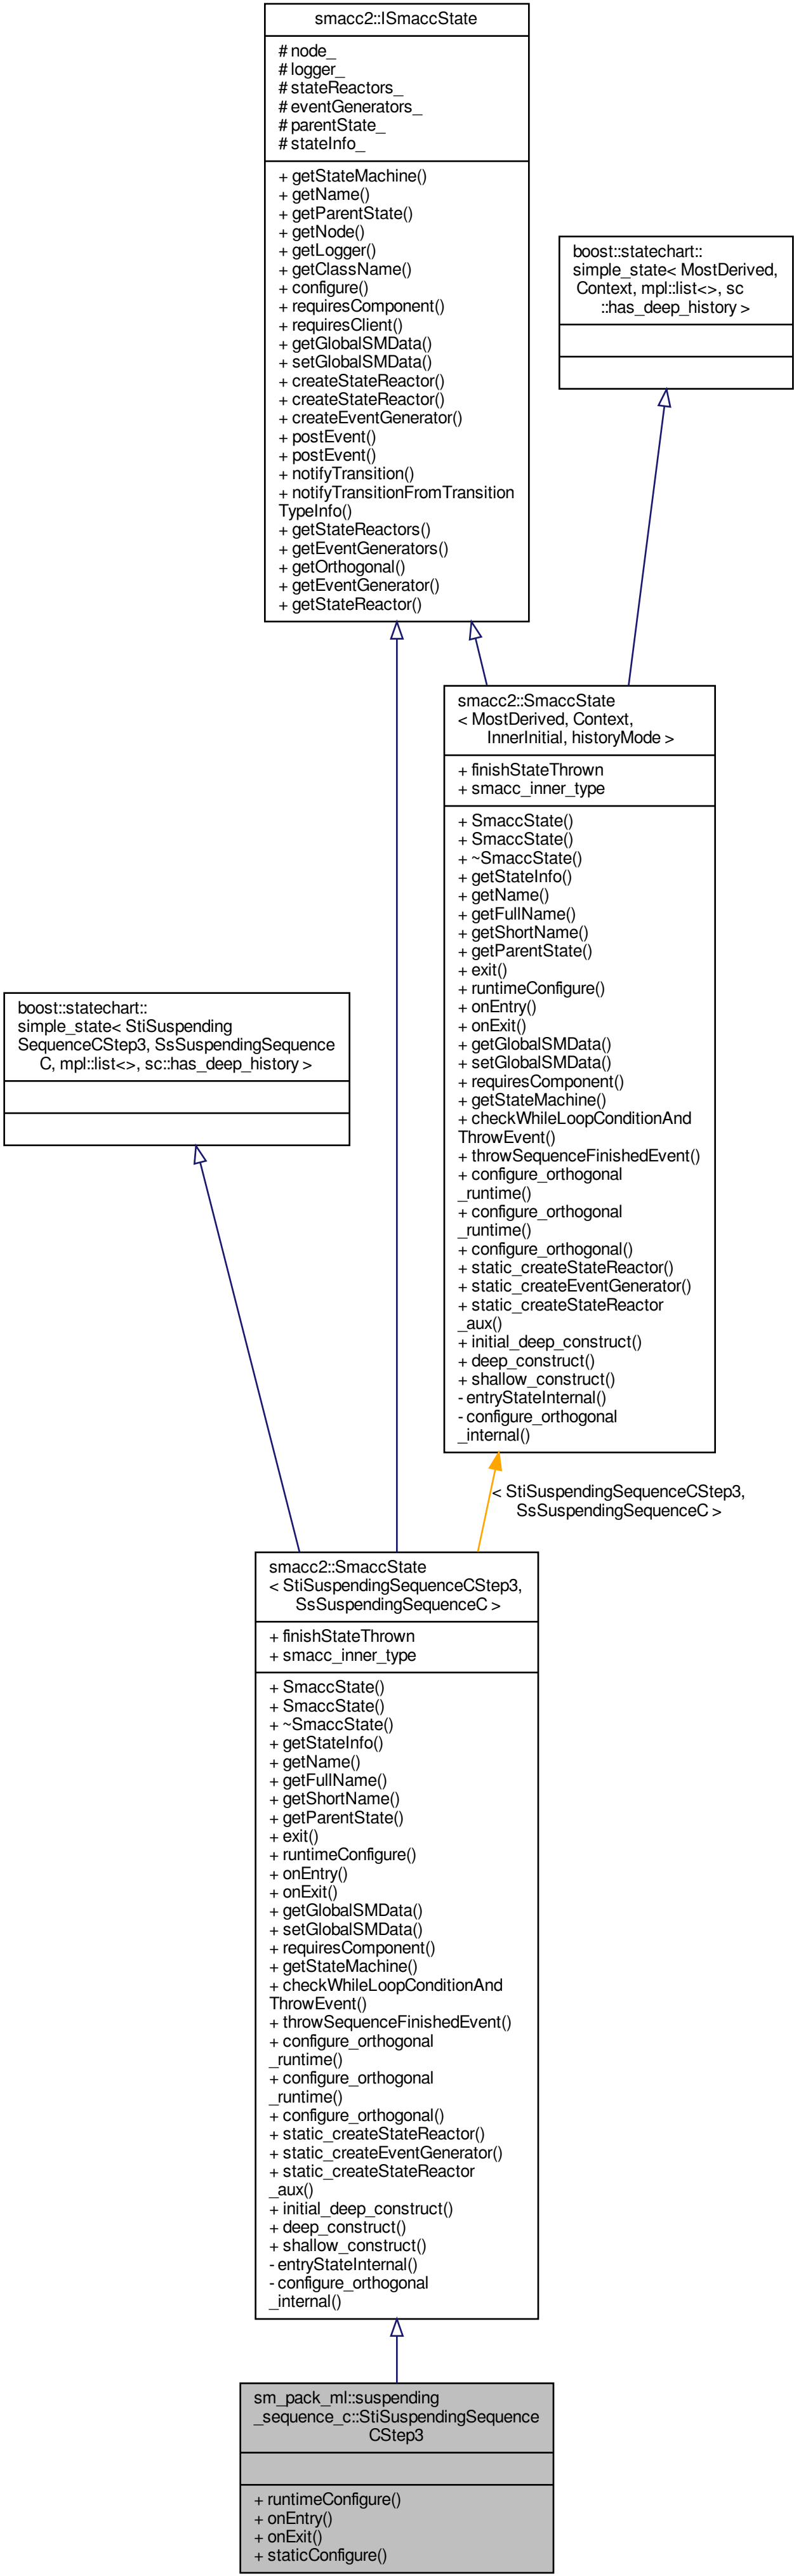 smacc2::ISmaccState
# node_
# logger_
# stateReactors_
# eventGenerators_
# parentState_
# stateInfo_
+ getStateMachine()
+ getName()
+ getParentState()
+ getNode()
+ getLogger()
+ getClassName()
+ configure()
+ requiresComponent()
+ requiresClient()
+ getGlobalSMData()
+ setGlobalSMData()
+ createStateReactor()
+ createStateReactor()
+ createEventGenerator()
+ postEvent()
+ postEvent()
+ notifyTransition()
+ notifyTransitionFromTransition
TypeInfo()
+ getStateReactors()
+ getEventGenerators()
+ getOrthogonal()
+ getEventGenerator()
+ getStateReactor()
boost::statechart::
simple_state< MostDerived,
Context, mpl::list<>, sc
::has_deep_history >
smacc2::SmaccState
< MostDerived, Context,
InnerInitial, historyMode >
+ finishStateThrown
+ smacc_inner_type
+ SmaccState()
+ SmaccState()
+ ~SmaccState()
+ getStateInfo()
+ getName()
+ getFullName()
+ getShortName()
+ getParentState()
+ exit()
+ runtimeConfigure()
+ onEntry()
+ onExit()
+ getGlobalSMData()
+ setGlobalSMData()
+ requiresComponent()
+ getStateMachine()
+ checkWhileLoopConditionAnd
ThrowEvent()
+ throwSequenceFinishedEvent()
+ configure_orthogonal
_runtime()
+ configure_orthogonal
_runtime()
+ configure_orthogonal()
+ static_createStateReactor()
+ static_createEventGenerator()
+ static_createStateReactor
_aux()
+ initial_deep_construct()
+ deep_construct()
+ shallow_construct()
- entryStateInternal()
- configure_orthogonal
_internal()
boost::statechart::
simple_state< StiSuspending
SequenceCStep3, SsSuspendingSequence
C, mpl::list<>, sc::has_deep_history >
< StiSuspendingSequenceCStep3,
SsSuspendingSequenceC >
smacc2::SmaccState
< StiSuspendingSequenceCStep3,
SsSuspendingSequenceC >
+ finishStateThrown
+ smacc_inner_type
+ SmaccState()
+ SmaccState()
+ ~SmaccState()
+ getStateInfo()
+ getName()
+ getFullName()
+ getShortName()
+ getParentState()
+ exit()
+ runtimeConfigure()
+ onEntry()
+ onExit()
+ getGlobalSMData()
+ setGlobalSMData()
+ requiresComponent()
+ getStateMachine()
+ checkWhileLoopConditionAnd
ThrowEvent()
+ throwSequenceFinishedEvent()
+ configure_orthogonal
_runtime()
+ configure_orthogonal
_runtime()
+ configure_orthogonal()
+ static_createStateReactor()
+ static_createEventGenerator()
+ static_createStateReactor
_aux()
+ initial_deep_construct()
+ deep_construct()
+ shallow_construct()
- entryStateInternal()
- configure_orthogonal
_internal()
sm_pack_ml::suspending
_sequence_c::StiSuspendingSequence
CStep3
+ runtimeConfigure()
+ onEntry()
+ onExit()
+ staticConfigure()